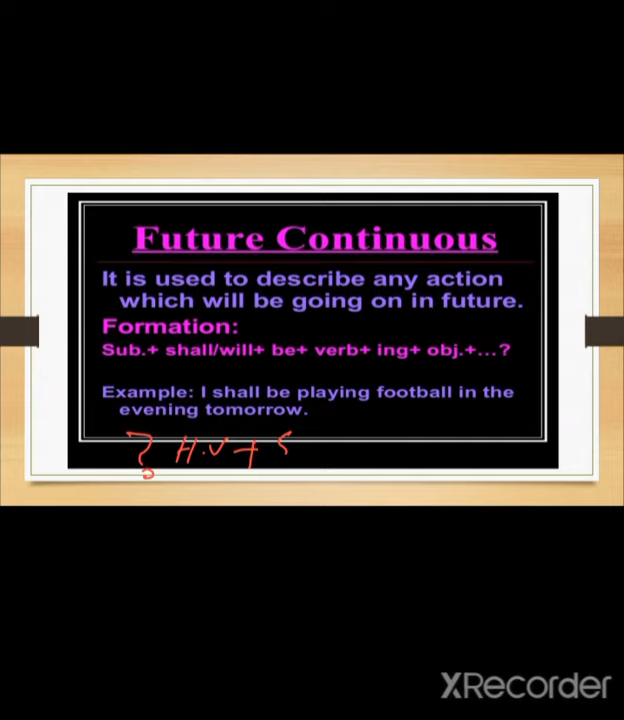 Future Continuous
It is used to describe any action
which will be going on in future.
Formation:
Sub.+ shall/will+ be+ verb+ ing+ obj.+...?
Example: I shall be playing football in the
evening tomorrow.
? H.V + S
XRecorder